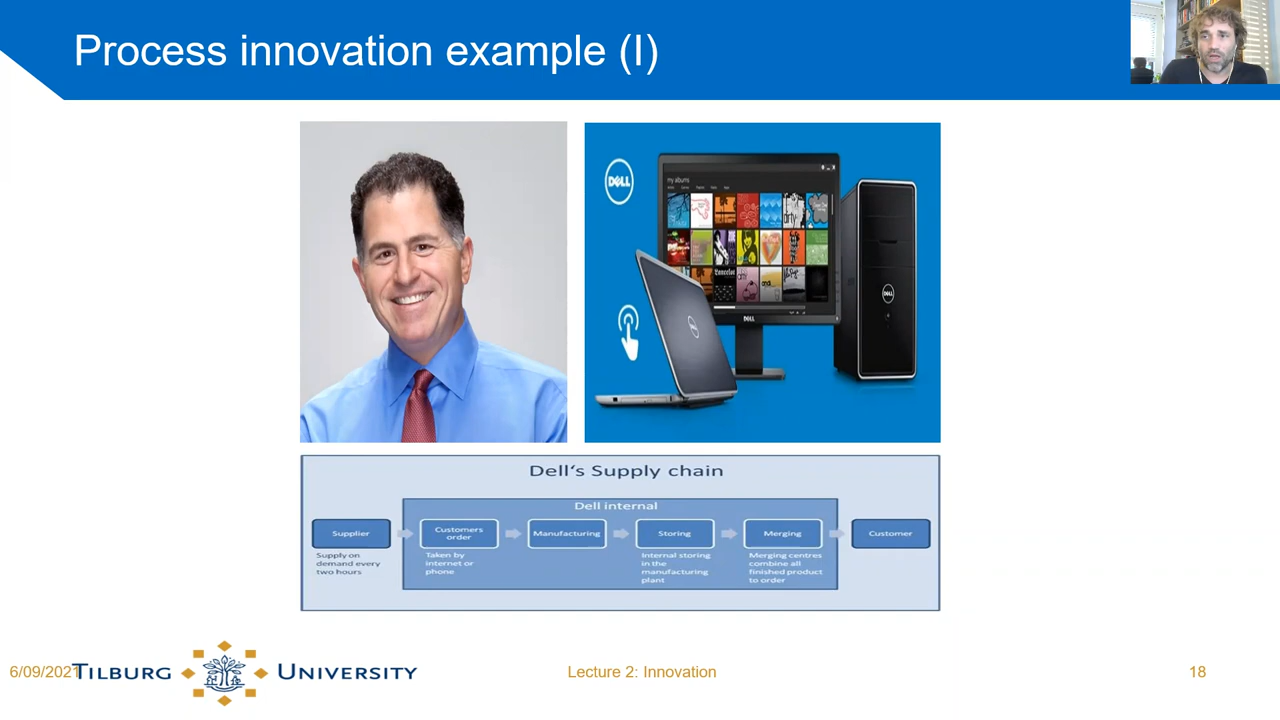 Process innovation example (I)
DELL
my albums
DELL
DELL
Dell's Supply chain
Dell internal
Supplier
Customers
order
Manufacturing
Storing
Merging
Customer
Supply on
demand every
two hours
Taken by
internet or
phone
Internal storing
in the
manufacturing
plant
Merging centres
combine all
finished product
to order
6/09/2021
TILBURG UNIVERSITY
Lecture 2: Innovation
18